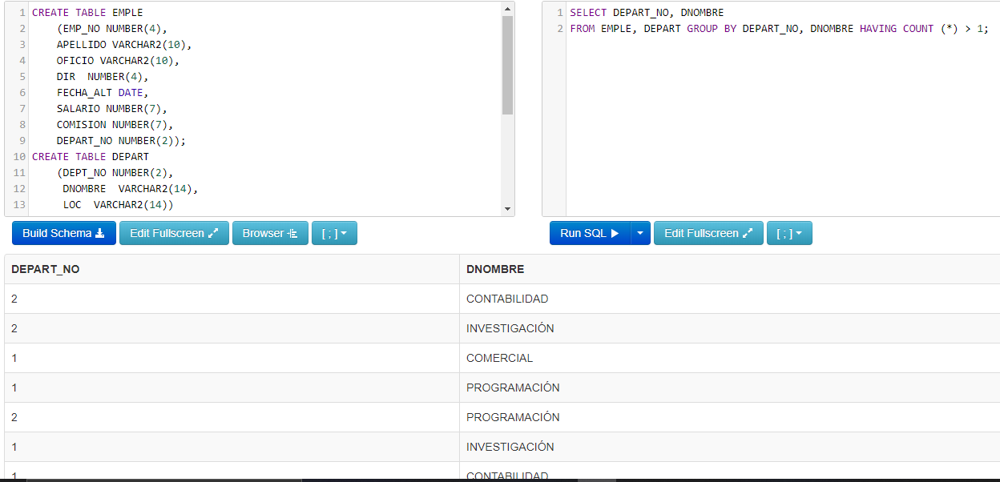 1 CREATE TABLE EMPLE
2 (EMP_NO NUMBER(4),
3 APELLIDO VARCHAR2(10),
4 OFICIO VARCHAR2(10),
5 DIR  NUMBER(4),
6 FECHA_ALT DATE,
7 SALARIO NUMBER(7),
8 COMISION NUMBER(7),
9 DEPART_NO NUMBER(2));
10 CREATE TABLE DEPART
11 (DEPT_NO NUMBER(2),
12 DNOMBRE  VARCHAR2(14),
13 LOC  VARCHAR2(14))
1 SELECT DEPART_NO, DNOMBRE
2 FROM EMPLE, DEPART GROUP BY DEPART_NO, DNOMBRE HAVING COUNT (*) > 1;
Build Schema Edit Fullscreen Browser [ ; ]
Run SQL Edit Fullscreen [ ; ]
DEPART_NO DNOMBRE
2 CONTABILIDAD
2 INVESTIGACIÓN
1 COMERCIAL
1 PROGRAMACIÓN
2 PROGRAMACIÓN
1 INVESTIGACIÓN
1 CONTABILIDAD